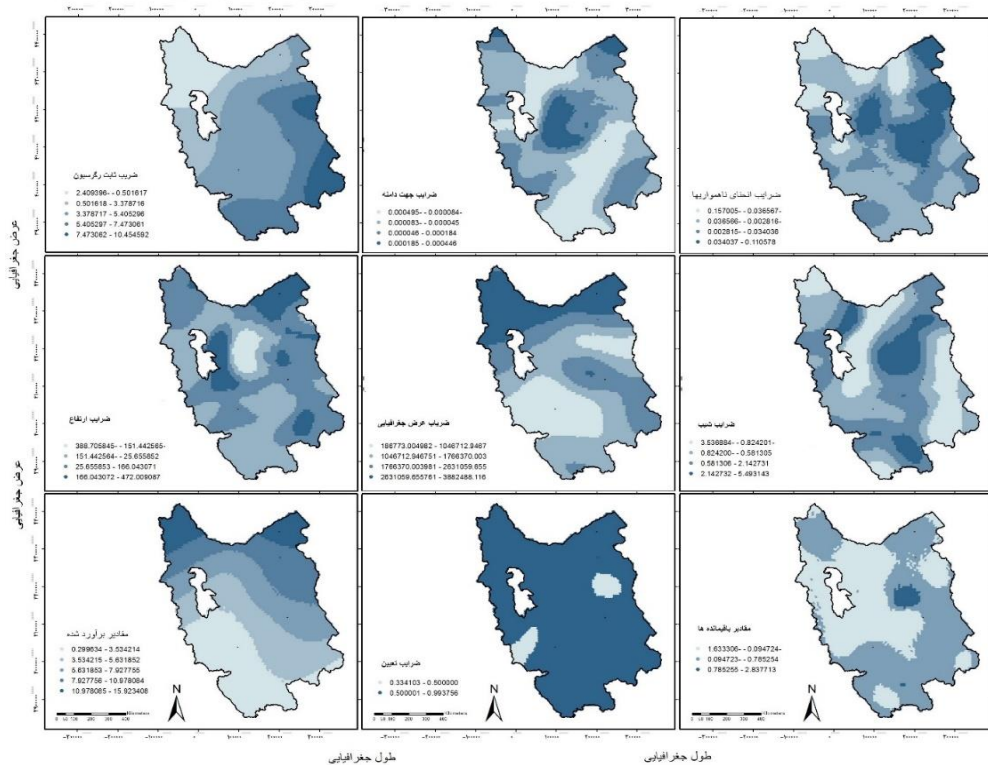 -۲۰۰۰۰۰ -۱۰۰۰۰۰ ۰ ۱۰۰۰۰۰ ۲۰۰۰۰۰ ۳۰۰۰۰۰
ضریب ثابت رگرسیون
2.409396- - 0.501617
0.501618 - 3.378716
3.378717 - 5.405296
5.405297 - 7.473061
7.473062 - 10.454592
ضرایب جهت دامنه
0.000495- - 0.000084-
0.000083- - 0.000045
0.000046 - 0.000184
0.000185 - 0.000446
ضرایب انحنای ناهمواریها
0.157005- - 0.036567-
0.036566- - 0.002816-
0.002815- - 0.034036
0.034037 - 0.110578
عرض جغرافیایی
ضرایب ارتفاع
388.705845- - 151.442565-
151.442564 - 25.655852
25.655853 - 166.043071
166.043072 - 472.009087
ضریاب عرض جغرافیایی
186773.004982 - 1046712.9467
1046712.946751 - 1766370.003
1766370.003981 - 2631059.655
2631059.655761 - 3882488.116
ضرایب شیب
3.536884- - 0.824201-
0.824200- - 0.581305
0.581306 - 2.142731
2.142732 - 5.493143
عرض جغرافیایی
مقادیر برآورد شده
0.299634 - 3.534214
3.534215 - 5.631852
5.631853 - 7.927755
7.927756 - 10.978084
10.978085 - 15.923408
N
ضرایب تعیین
0.334103 - 0.500000
0.500001 - 0.993756
N
مقادیر باقیمانده ها
1.633306- - 0.094724-
0.094723- - 0.785254
0.785255 - 2.837713
N
طول جغرافیایی
طول جغرافیایی